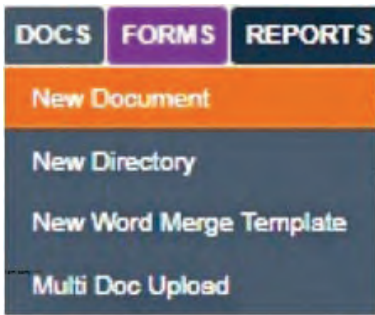 DOCS FORMS REPORTS
New Document
New Directory
New Word Merge Template
Multi Doc Upload